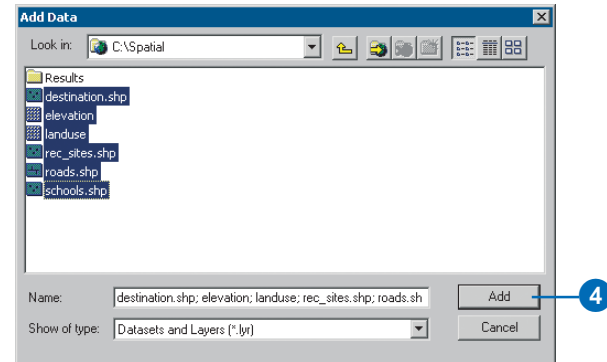 Add Data
Look in: C:\Spatial
Results
destination.shp
elevation
landuse
rec_sites.shp
roads.shp
schools.shp
Name: destination.shp; elevation; landuse; rec_sites.shp; roads.sh Add 4
Show of type: Datasets and Layers (*.lyr) Cancel